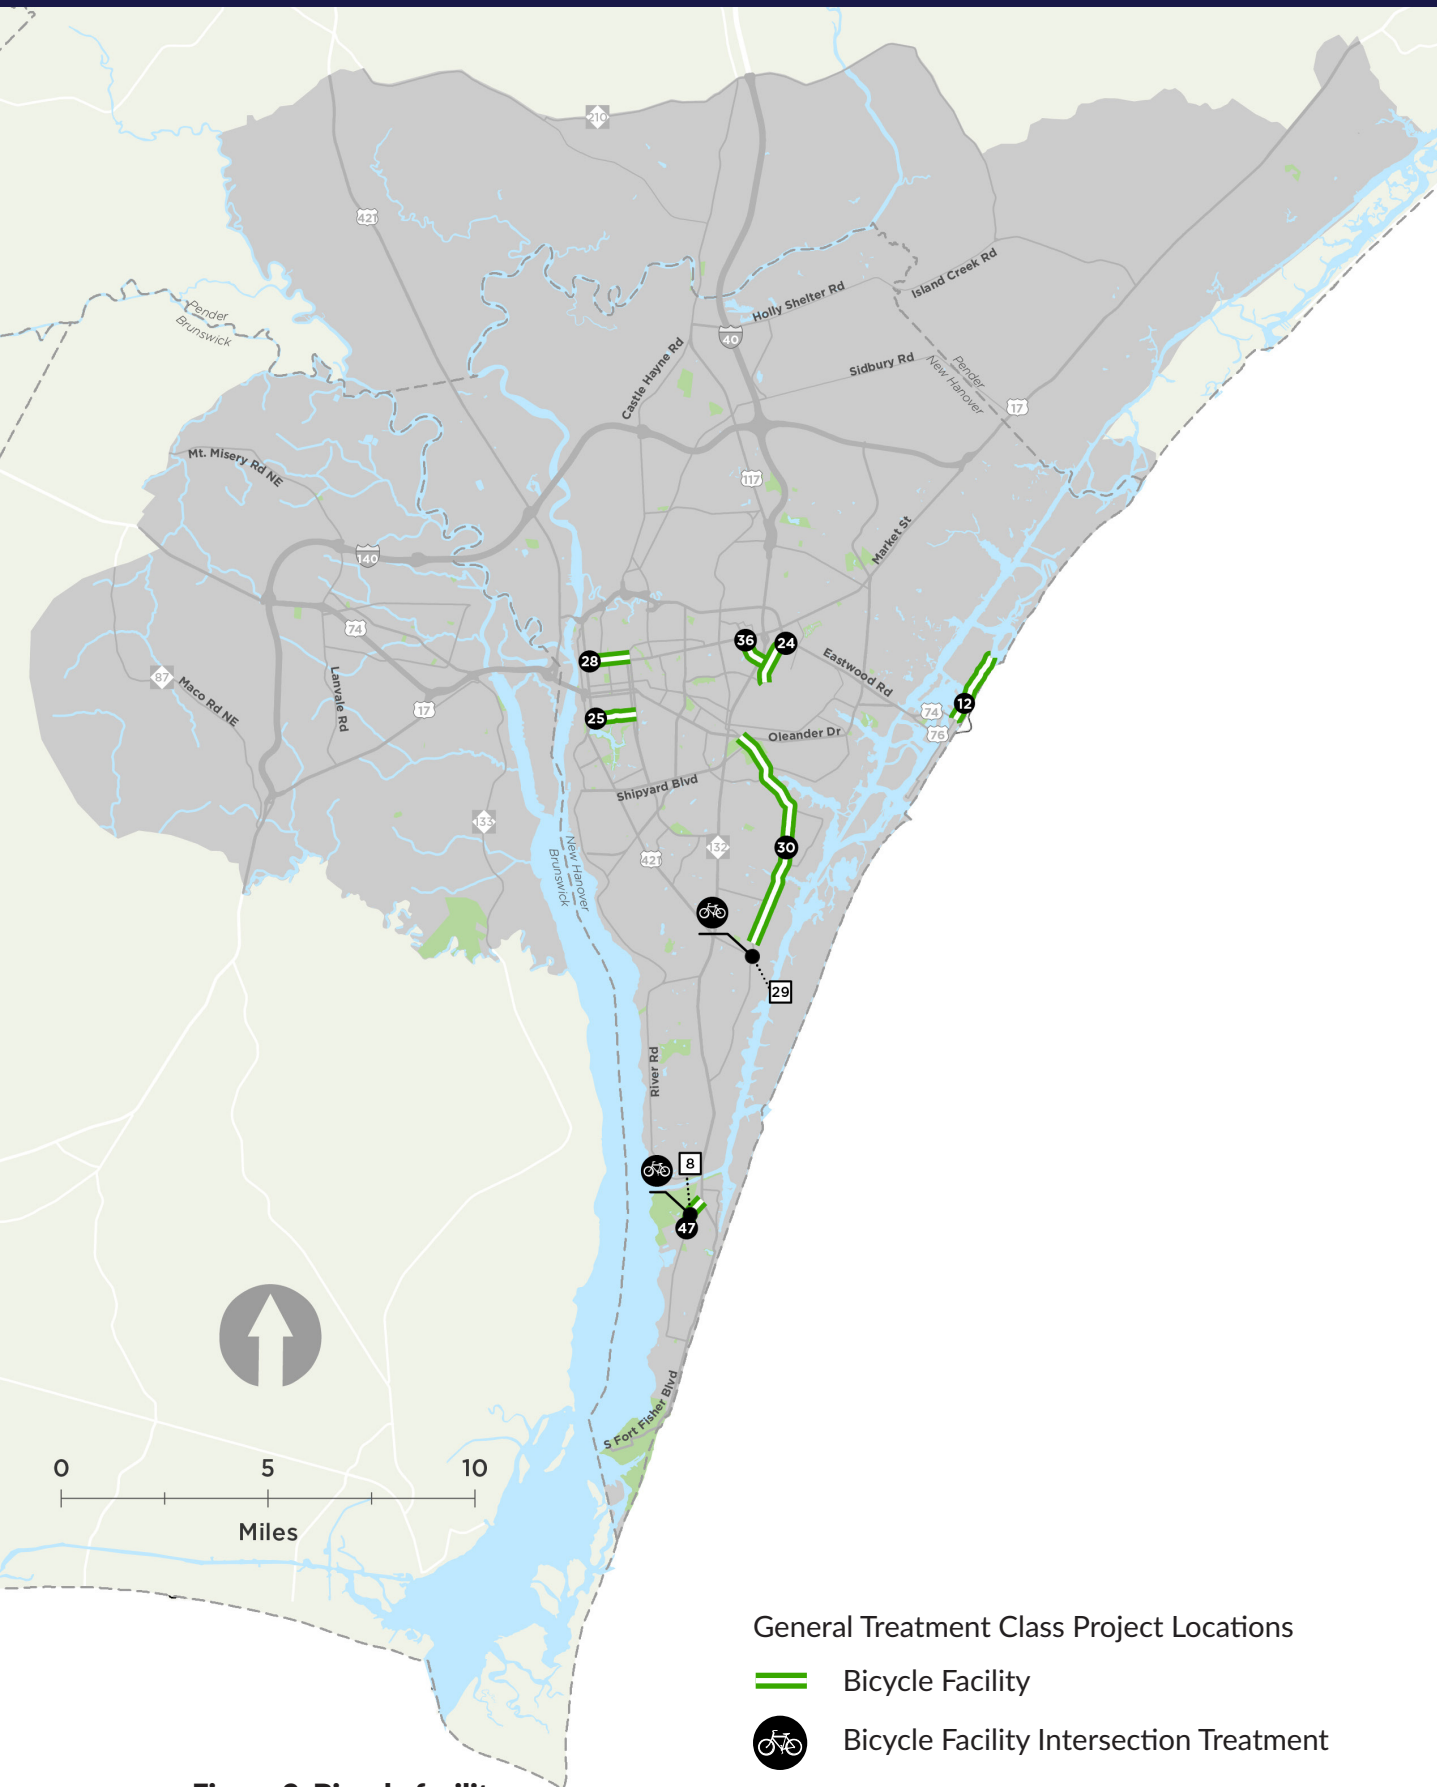 210
421
Island Creek Rd
Holly Shelter Rd
Pender
Brunswick
40
Castle Hayne Rd
Sidbury Rd
Pender
New Hanover
17
Mt. Misery Rd NE
117
Market St
140
74
36
24
28
Eastwood Rd
87
Maco Rd NE
Lanvale Rd
17
12
74
76
25
Oleander Dr
Shipyard Blvd
133
421
132
30
New Hanover
Brunswick
29
River Rd
8
47
S Fort Fisher Blvd
0 5 10
Miles
General Treatment Class Project Locations
Bicycle Facility
Bicycle Facility Intersection Treatment